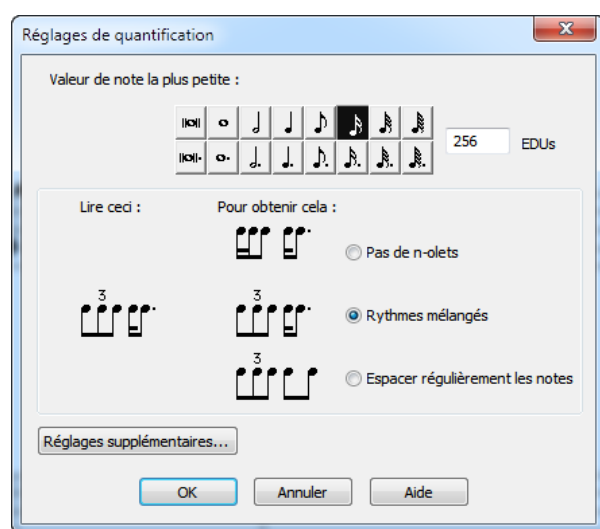 Réglages de quantification
Valeur de note la plus petite :
256 EDUs
Lire ceci : Pour obtenir cela :
Pas de n-olets
3 3 Rythmes mélangés
3 Espacer régulièrement les notes
Réglages supplémentaires...
OK Annuler Aide